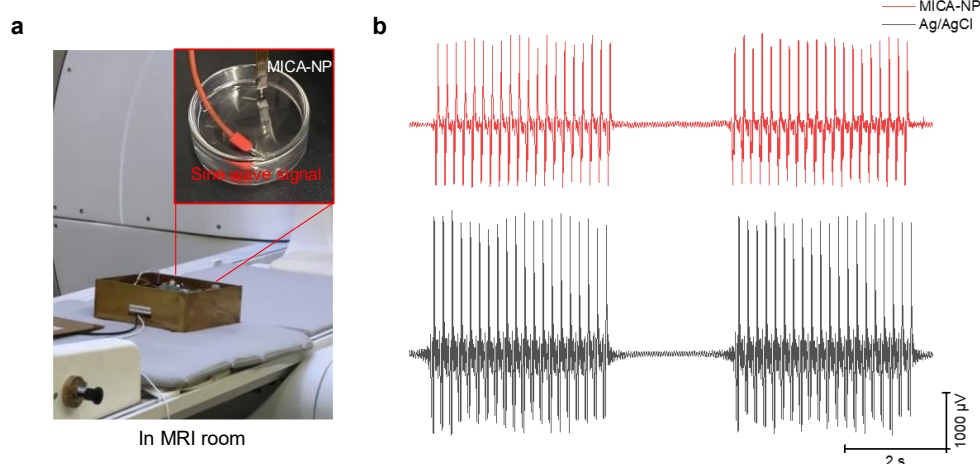 a
MICA-NP
Sine-wave signal
In MRI room
b
MICA-NP
Ag/AgCl
1000 μV
2 s